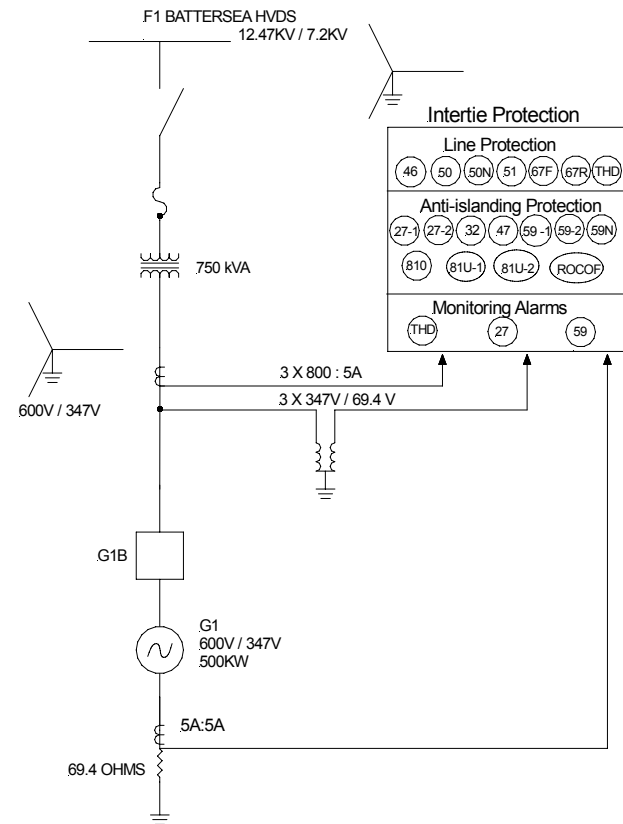 F1 BATTERSEA HVDS
12.47KV / 7.2KV
Intertie Protection
Line Protection
46 50 50N 51 67F 67R THD
Anti-islanding Protection
27-1 27-2 32 47 59 -1 59-2 59N
810 81U-1 81U-2 ROCOF
Monitoring Alarms
THD 27 59
750 kVA
3 X 800 : 5A
3 X 347V / 69.4 V
600V / 347V
G1B
G1
600V / 347V
500KW
5A:5A
69.4 OHMS